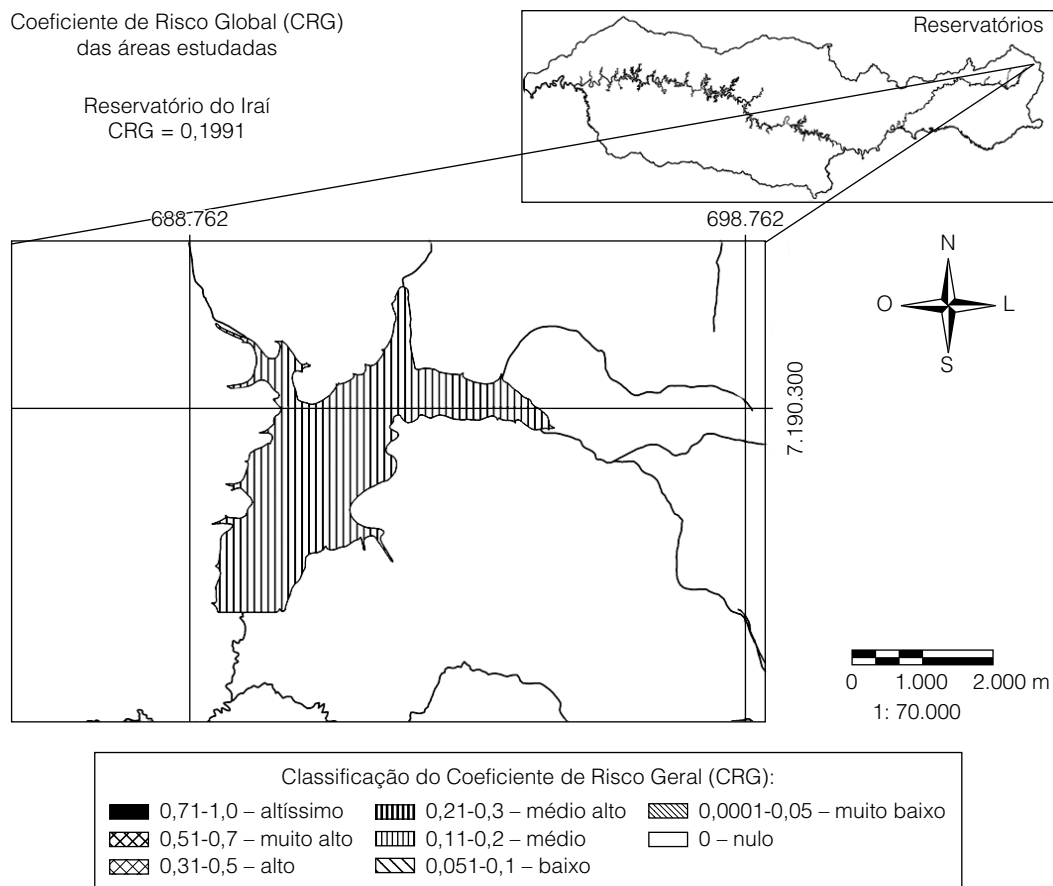 Coeficiente de Risco Global (CRG)
das áreas estudadas
Reservatório do Iraí
CRG = 0,1991
Reservatórios
688.762
698.762
N
O
L
S
7.190.300
0 1.000 2.000 m
1: 70.000
Classificação do Coeficiente de Risco Geral (CRG):
0,71-1,0 – altíssimo
0,51-0,7 – muito alto
0,31-0,5 – alto
0,21-0,3 – médio alto
0,11-0,2 – médio
0,051-0,1 – baixo
0,0001-0,05 – muito baixo
0 – nulo